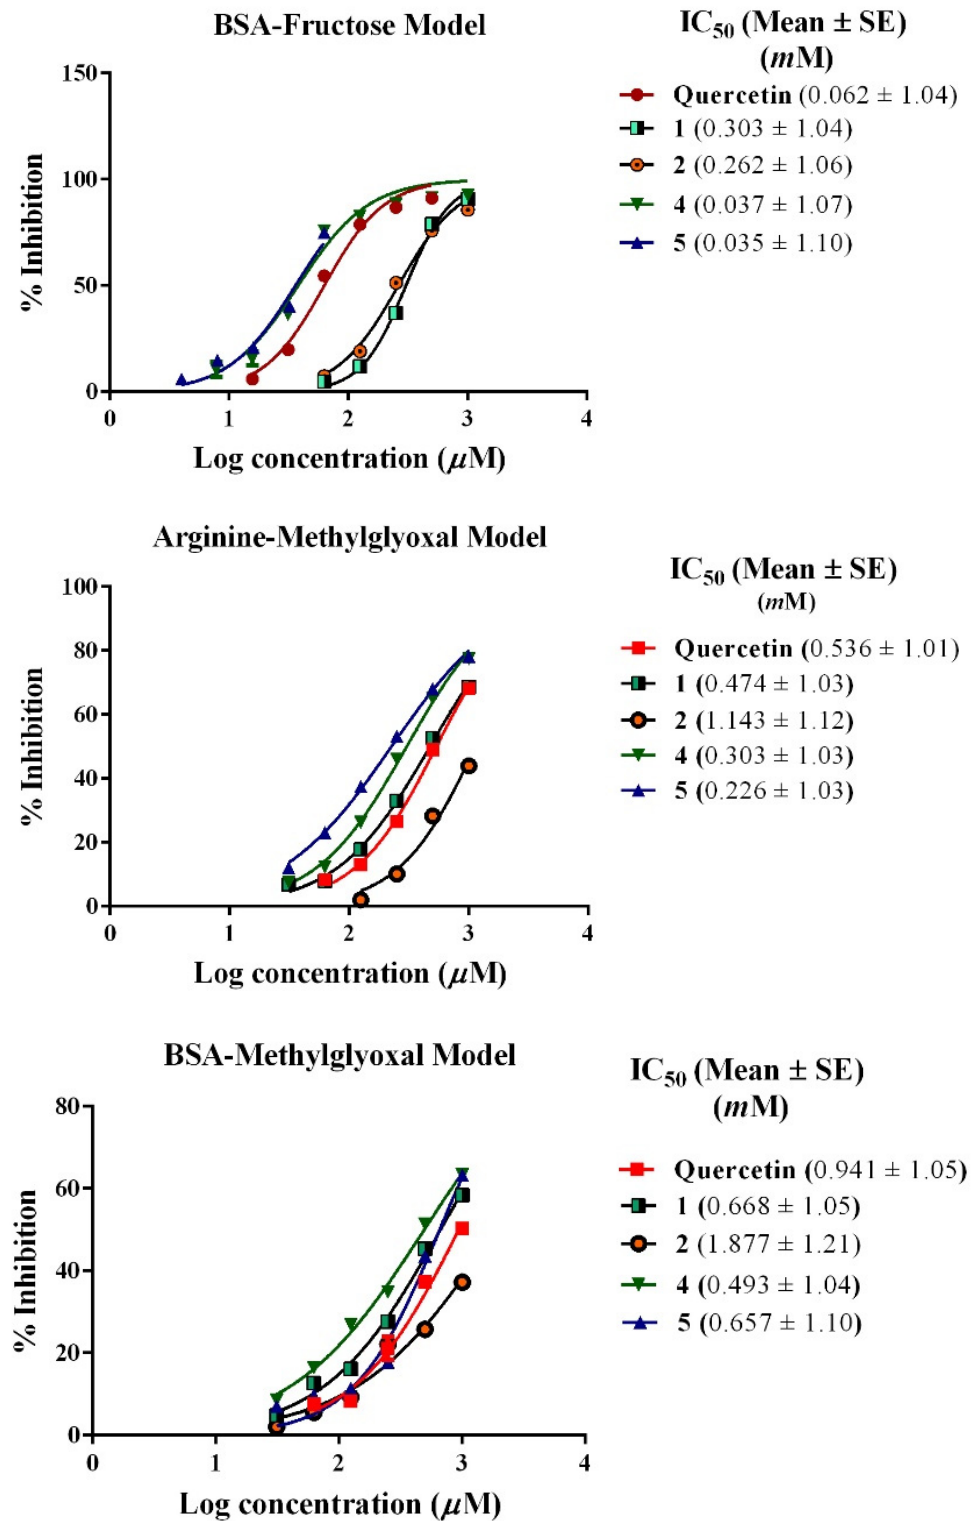 BSA-Fructose Model
IC50 (Mean ± SE)
(mM)
Quercetin (0.062 ± 1.04)
1 (0.303 ± 1.04)
2 (0.262 ± 1.06)
4 (0.037 ± 1.07)
5 (0.035 ± 1.10)
% Inhibition
150
100
50
0
0 1 2 3 4
Log concentration (µM)
Arginine-Methylglyoxal Model
IC50 (Mean ± SE)
(mM)
Quercetin (0.536 ± 1.01)
1 (0.474 ± 1.03)
2 (1.143 ± 1.12)
4 (0.303 ± 1.03)
5 (0.226 ± 1.03)
% Inhibition
100
80
60
40
20
0
0 1 2 3 4
Log concentration (µM)
BSA-Methylglyoxal Model
IC50 (Mean ± SE)
(mM)
Quercetin (0.941 ± 1.05)
1 (0.668 ± 1.05)
2 (1.877 ± 1.21)
4 (0.493 ± 1.04)
5 (0.657 ± 1.10)
% Inhibition
80
60
40
20
0
0 1 2 3 4
Log concentration (µM)